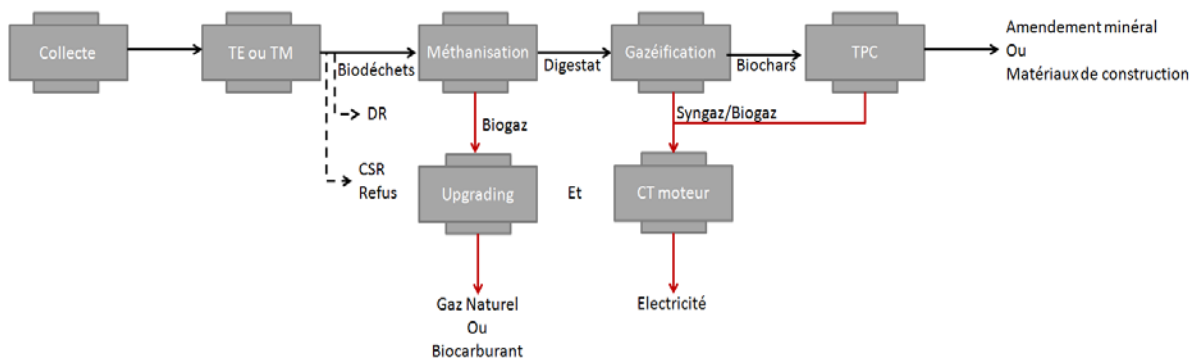 Collecte
TE ou TM
Biodéchets
Méthanisation
Digestat
Gazéification
Biochars
TPC
Amendement minéral
Ou
Matériaux de construction
DR
CSR
Refus
Biogaz
Syngaz/Biogaz
Upgrading
Et
CT moteur
Gaz Naturel
Ou
Biocarburant
Electricité